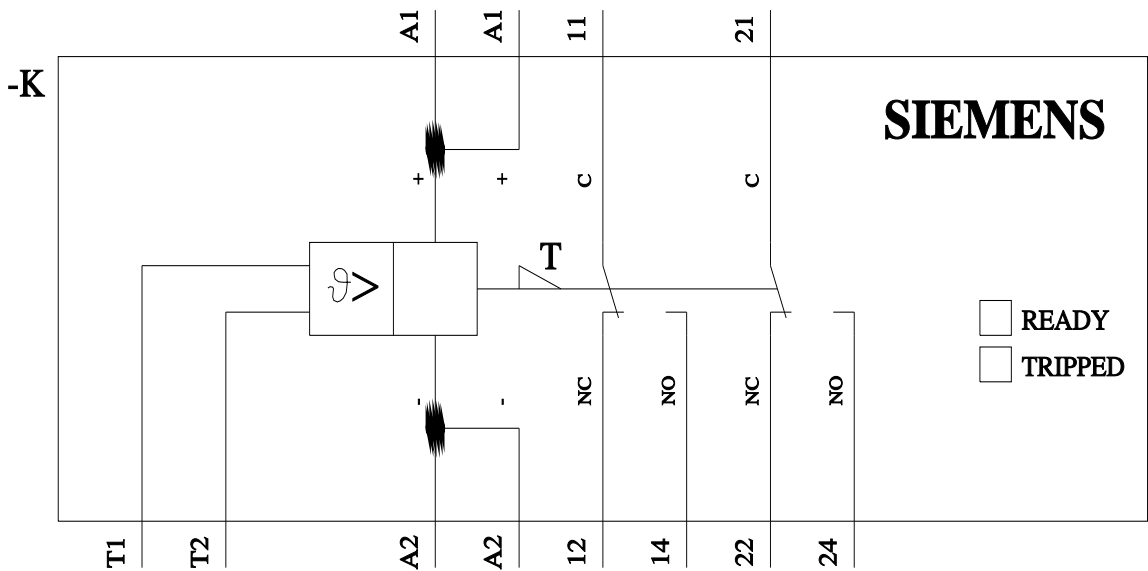 A1
A1
11
21
-K
SIEMENS
+
+
C
C
T
ϑ>
READY
TRIPPED
-
-
NC
NO
NC
NO
T1
T2
A2
A2
12
14
22
24